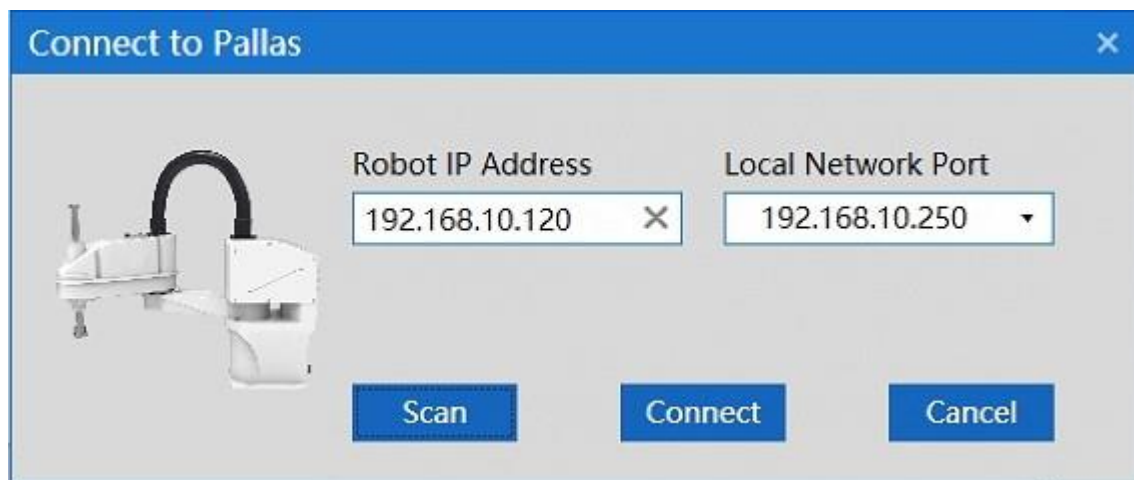 Connect to Pallas
Robot IP Address
Local Network Port
192.168.10.120
192.168.10.250
Scan
Connect
Cancel